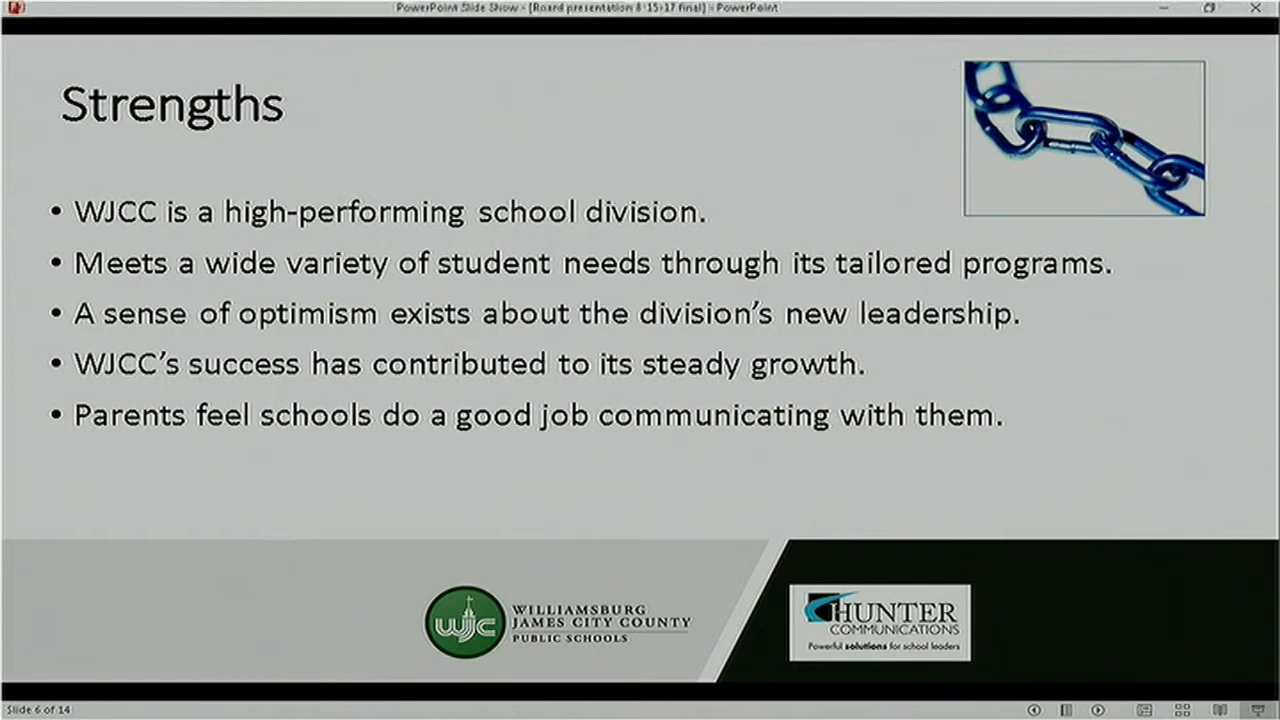 PowerPoint Slide Show - [Board presentation 8 15 17 final] - PowerPoint
Strengths
• WJCC is a high-performing school division.
• Meets a wide variety of student needs through its tailored programs.
• A sense of optimism exists about the division's new leadership.
• WJCC's success has contributed to its steady growth.
• Parents feel schools do a good job communicating with them.
WJC
WILLIAMSBURG
JAMES CITY COUNTY
PUBLIC SCHOOLS
HUNTER
COMMUNICATIONS
Powerful solutions for school leaders
Slide 6 of 14